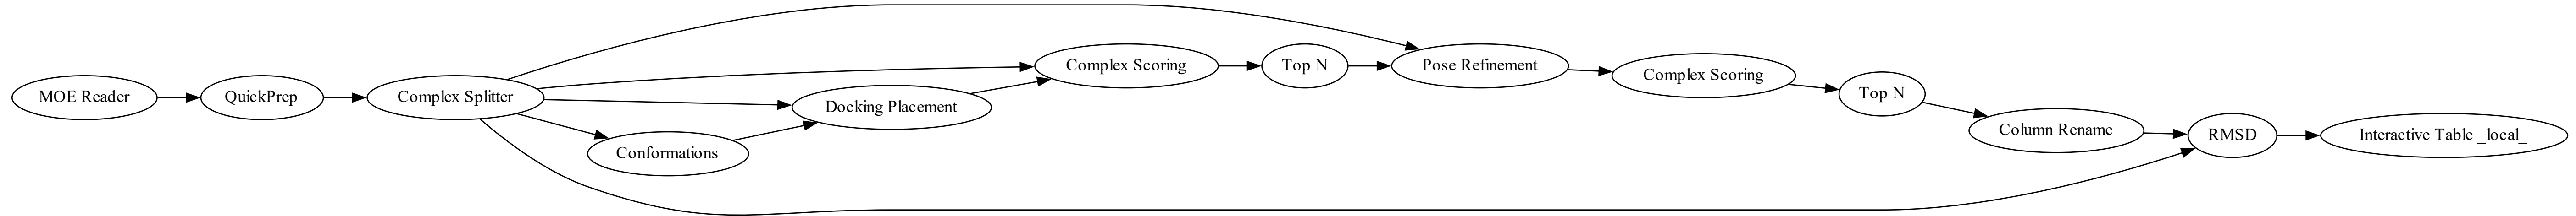 MOE Reader
QuickPrep
Complex Splitter
Conformations
Docking Placement
Complex Scoring
Top N
Pose Refinement
Complex Scoring
Top N
Column Rename
RMSD
Interactive Table _local_